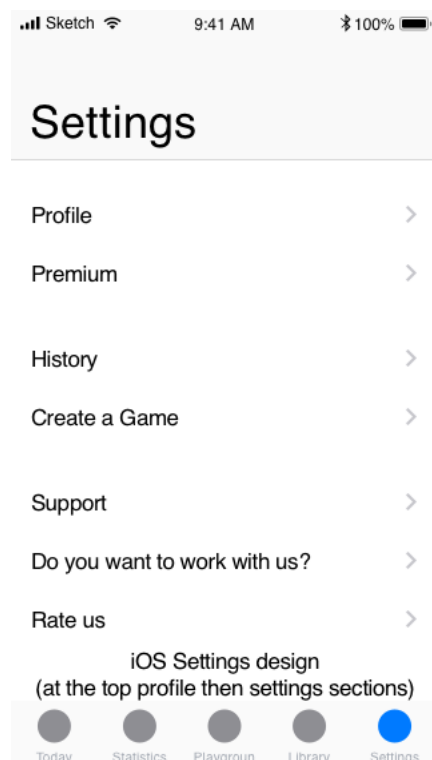 Sketch 9:41 AM 100%
Settings
Profile
Premium
History
Create a Game
Support
Do you want to work with us?
Rate us
iOS Settings design
(at the top profile then settings sections)
Today Statistics Playgroun Library Settings